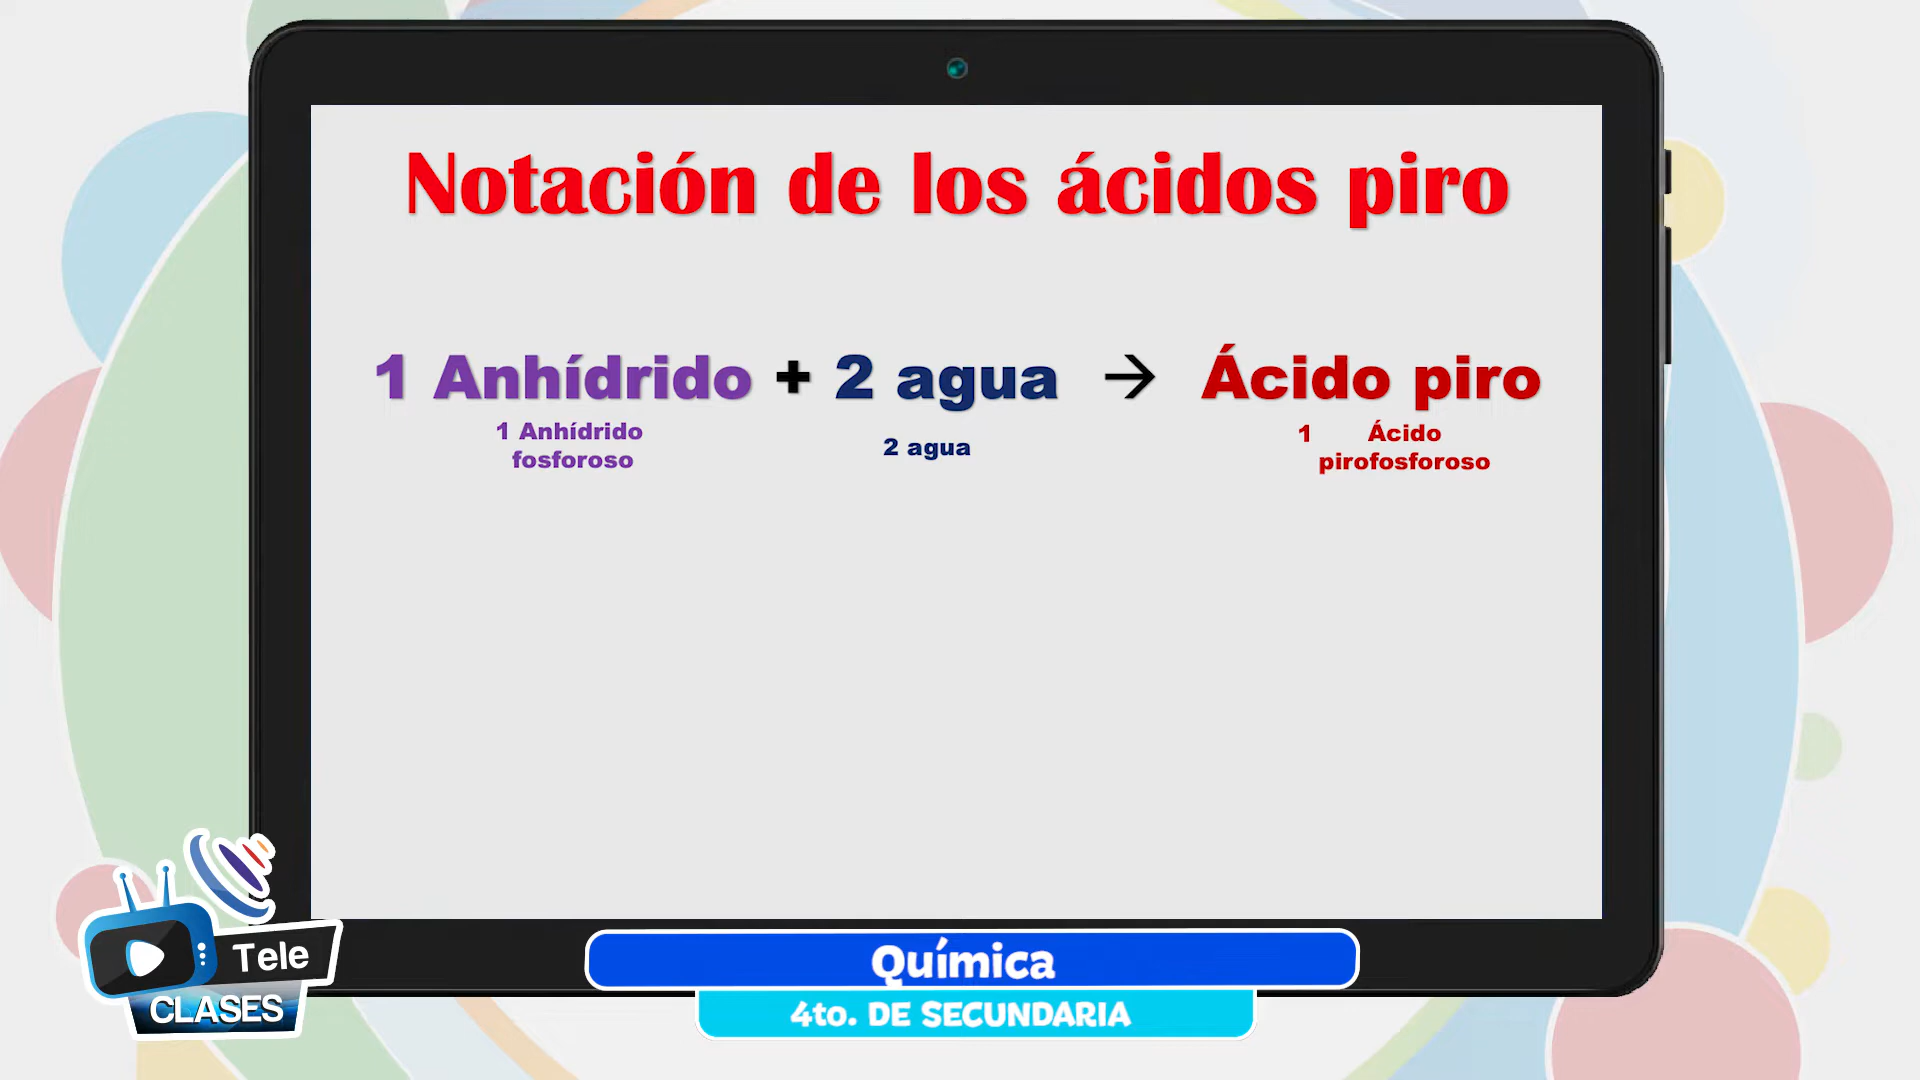 Notación de los ácidos piro
1 Anhídrido + 2 agua → Ácido piro
1 Anhídrido
fosforoso
2 agua
1 Ácido
pirofosforoso
Tele
CLASES
Química
4to. DE SECUNDARIA